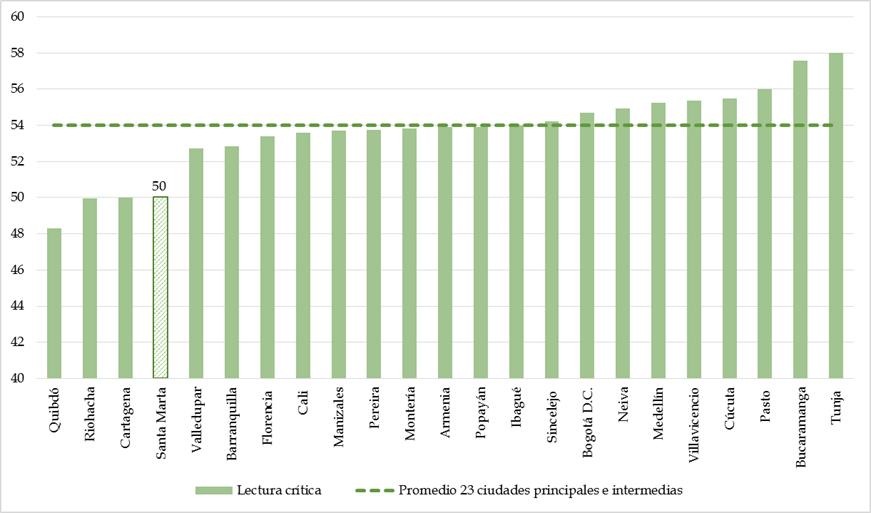 60
58
56
54
52
50
48
46
44
42
40
50
Quibdó
Riohacha
Cartagena
Santa Marta
Valledupar
Barranquilla
Florencia
Cali
Manizales
Pereira
Montería
Armenia
Popayán
Ibagué
Sincelejo
Bogotá D.C.
Neiva
Medellín
Villavicencio
Cúcuta
Pasto
Bucaramanga
Tunja
Lectura crítica
Promedio 23 ciudades principales e intermedias